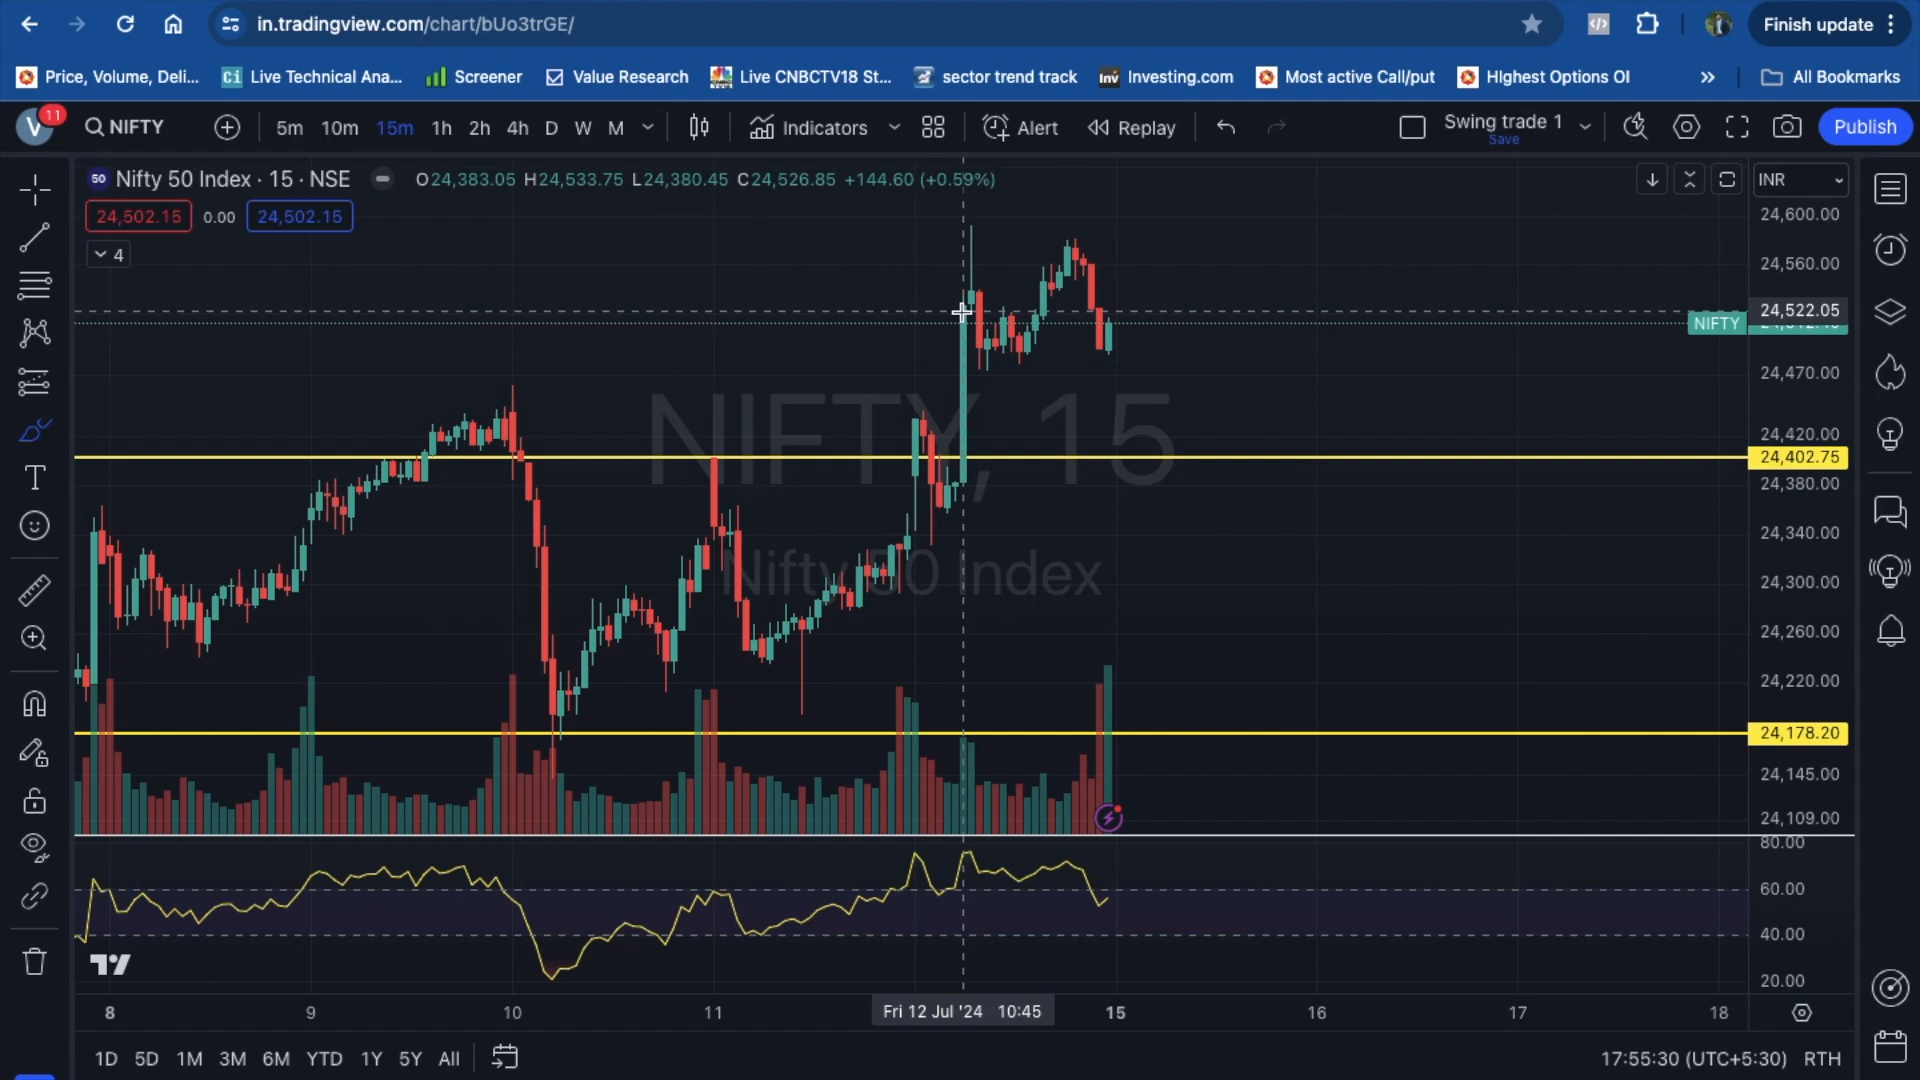 in.tradingview.com/chart/bUo3trGE/
Finish update
Price, Volume, Deli...
Live Technical Ana...
Screener
Value Research
Live CNBCTV18 St...
sector trend track
Investing.com
Most active Call/put
HIghest Options OI
All Bookmarks
V 11 NIFTY 5m 10m 15m 1h 2h 4h D W M Indicators Alert Replay Swing trade 1 Save Publish
50 Nifty 50 Index · 15 · NSE O24,383.05 H24,533.75 L24,380.45 C24,526.85 +144.60 (+0.59%) INR
24,502.15 0.00 24,502.15
4
24,600.00
24,560.00
24,522.05
NIFTY
24,470.00
24,420.00
24,402.75
24,380.00
24,340.00
24,300.00
24,260.00
24,220.00
24,178.20
24,145.00
24,109.00
NIFTY, 15
Nifty 50 Index
80.00
60.00
40.00
20.00
8 9 10 11 Fri 12 Jul '24 10:45 15 16 17 18
1D 5D 1M 3M 6M YTD 1Y 5Y All 17:55:30 (UTC+5:30) RTH